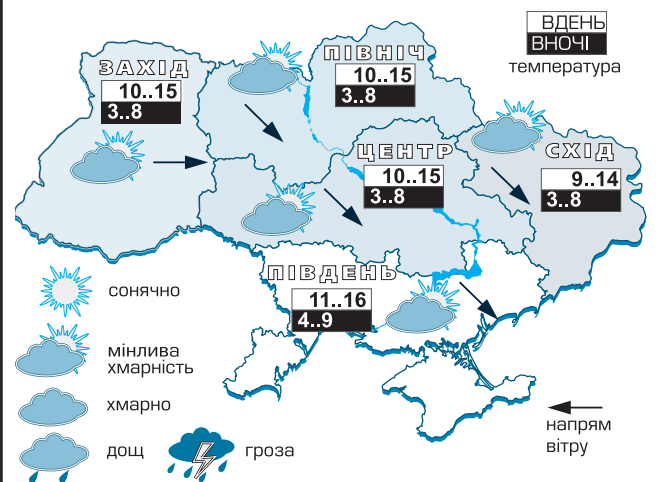 ВДЕНЬ
ВНОЧІ
температура
ЗАХІД
10..15
3..8
ПІВНІЧ
10..15
3..8
ЦЕНТР
10..15
3..8
СХІД
9..14
3..8
ПІВДЕНЬ
11..16
4..9
сонячно
мінлива
хмарність
хмарно
дощ
гроза
напрям
вітру